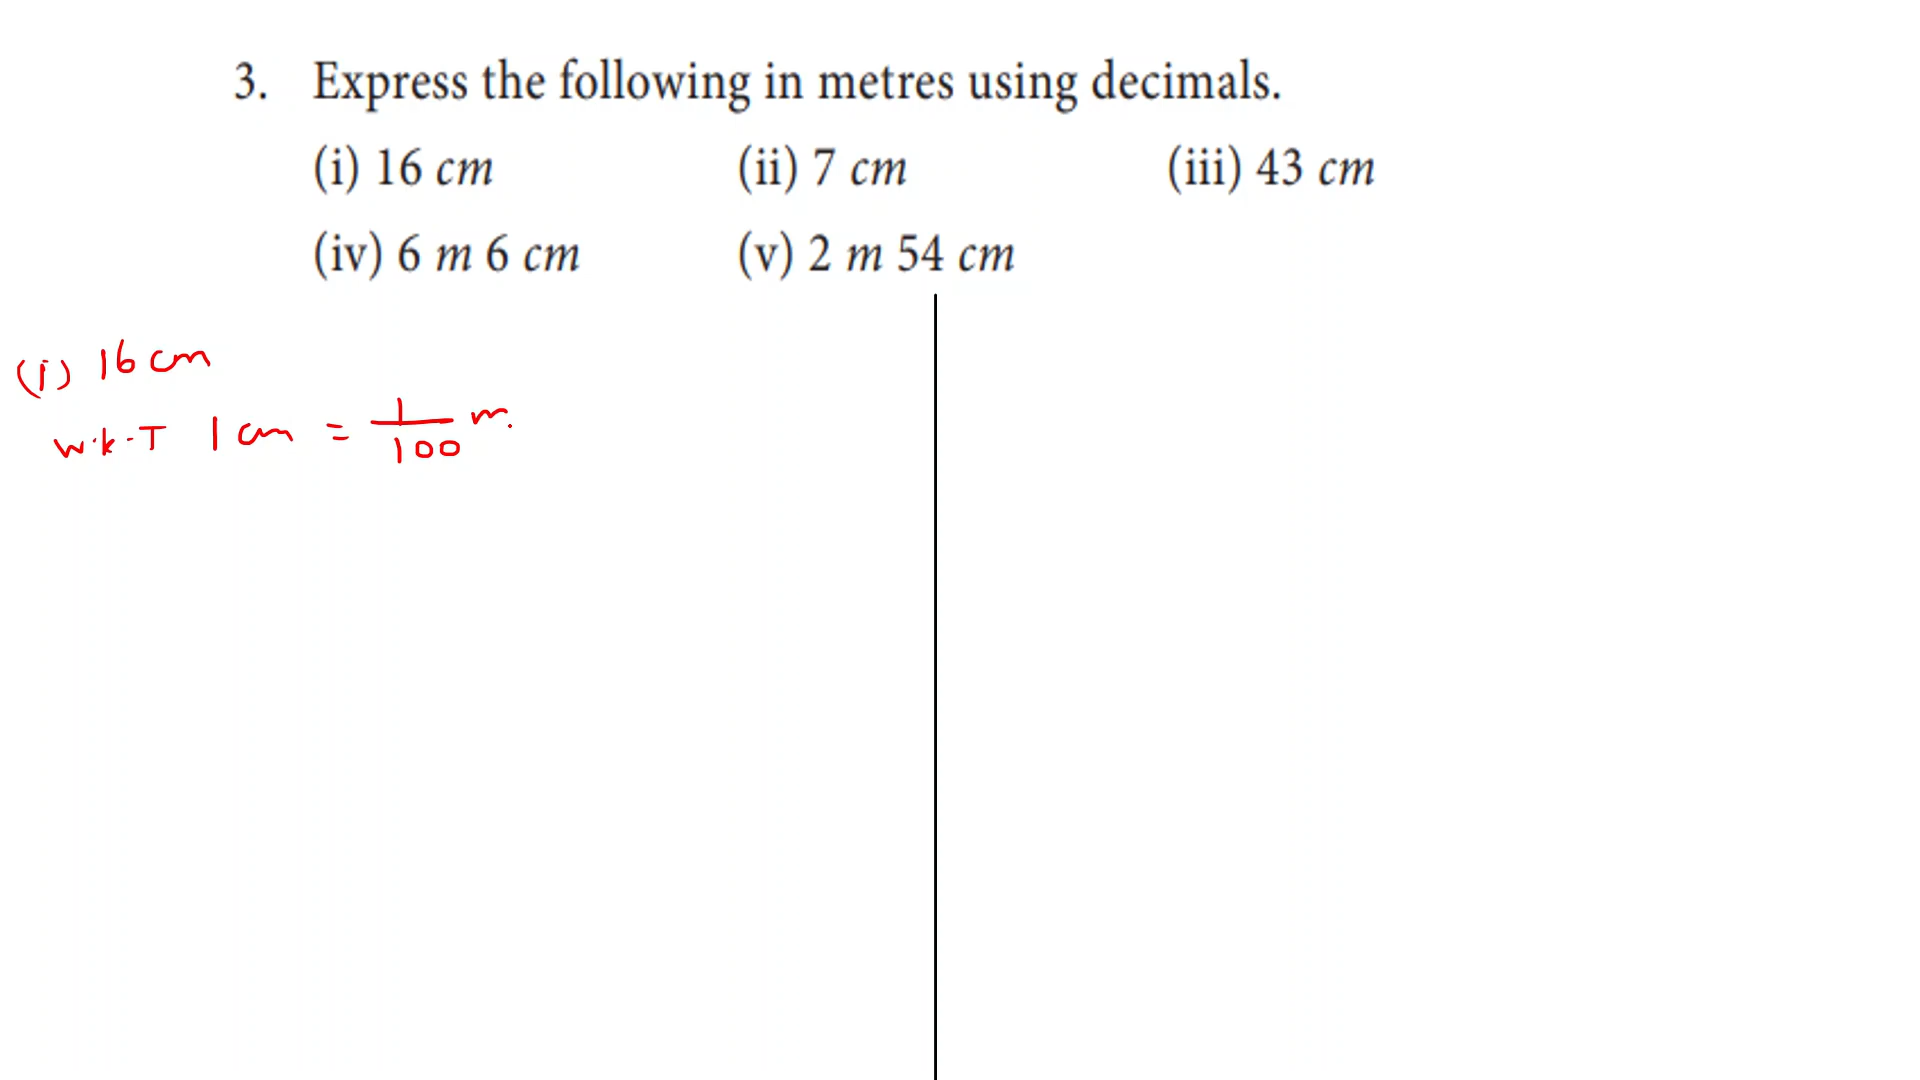 3. Express the following in metres using decimals.
(i) 16 cm (ii) 7 cm (iii) 43 cm
(iv) 6 m 6 cm (v) 2 m 54 cm
(i) 16 cm
W.K.T 1 cm = 1/100 m.